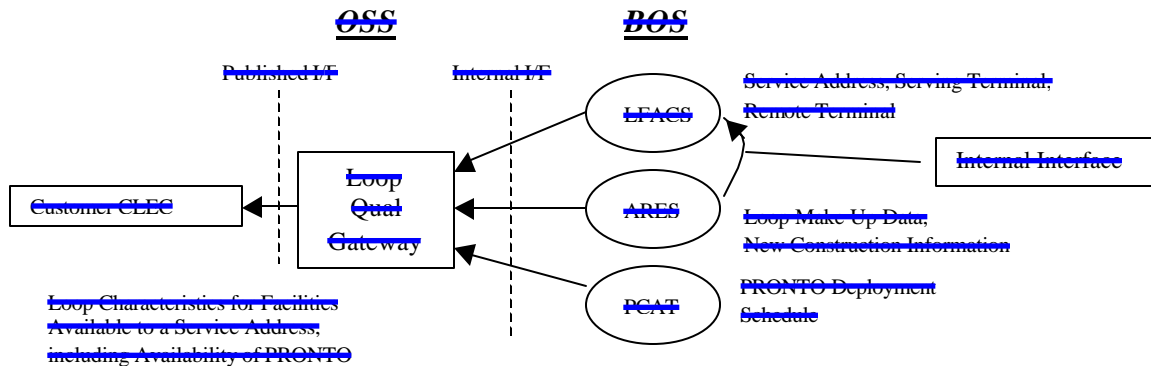 OSS
BOS
Published I/F
Internal I/F
Service Address, Serving Terminal,
Remote Terminal
LFACS
Internal Interface
Loop
Qual
Gateway
Customer CLEC
ARES
Loop Make Up Data,
New Construction Information
PCAT
PRONTO Deployment
Schedule
Loop Characteristics for Facilities
Available to a Service Address,
including Availability of PRONTO